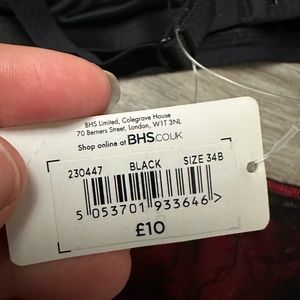 BHS Limited, Colegrave House
70 Berners Street, London, W1T 3NL
Shop online at BHS.CO.UK
230447 BLACK SIZE 34B
5 053701 933646 >
£10